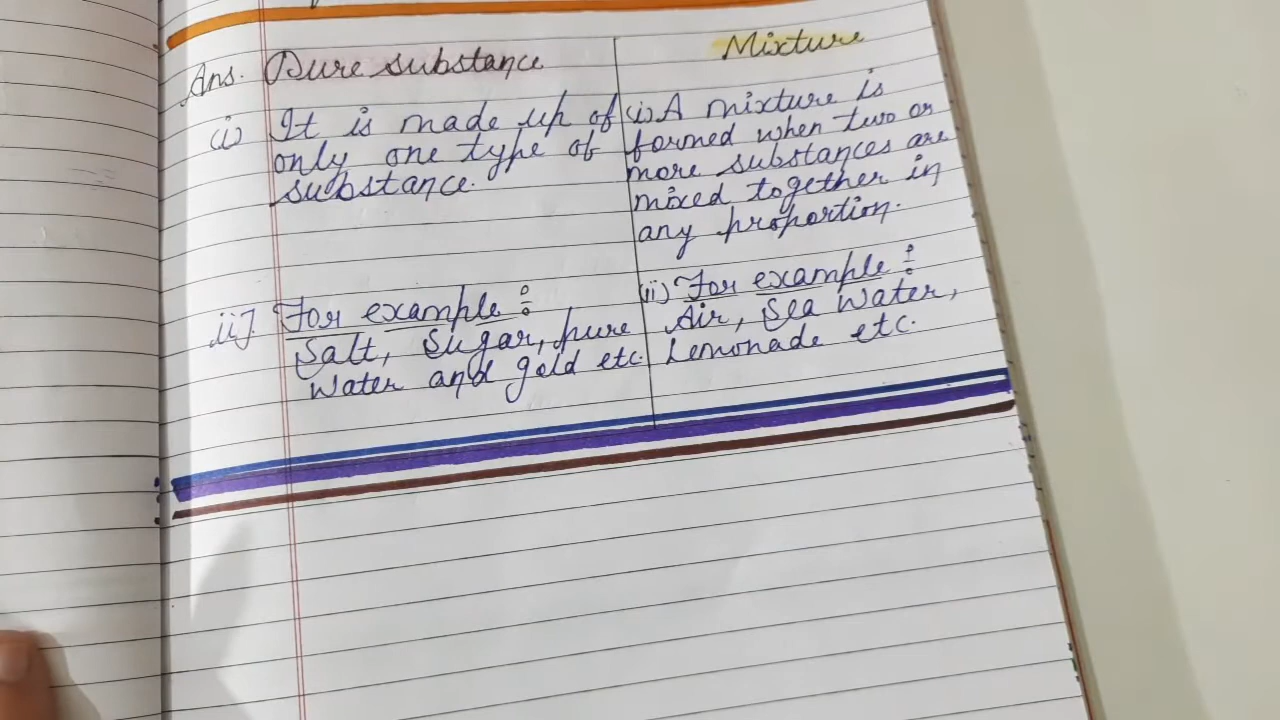 Ans. Pure substance
(i) It is made up of
only one type of
substance.
ii). For example :-
Salt, Sugar, pure
Water and gold etc.
Mixture
(i) A mixture is
formed when two or
more substances are
mixed together in
any proportion.
(ii) For example :-
Air, Sea Water,
Lemonade etc.